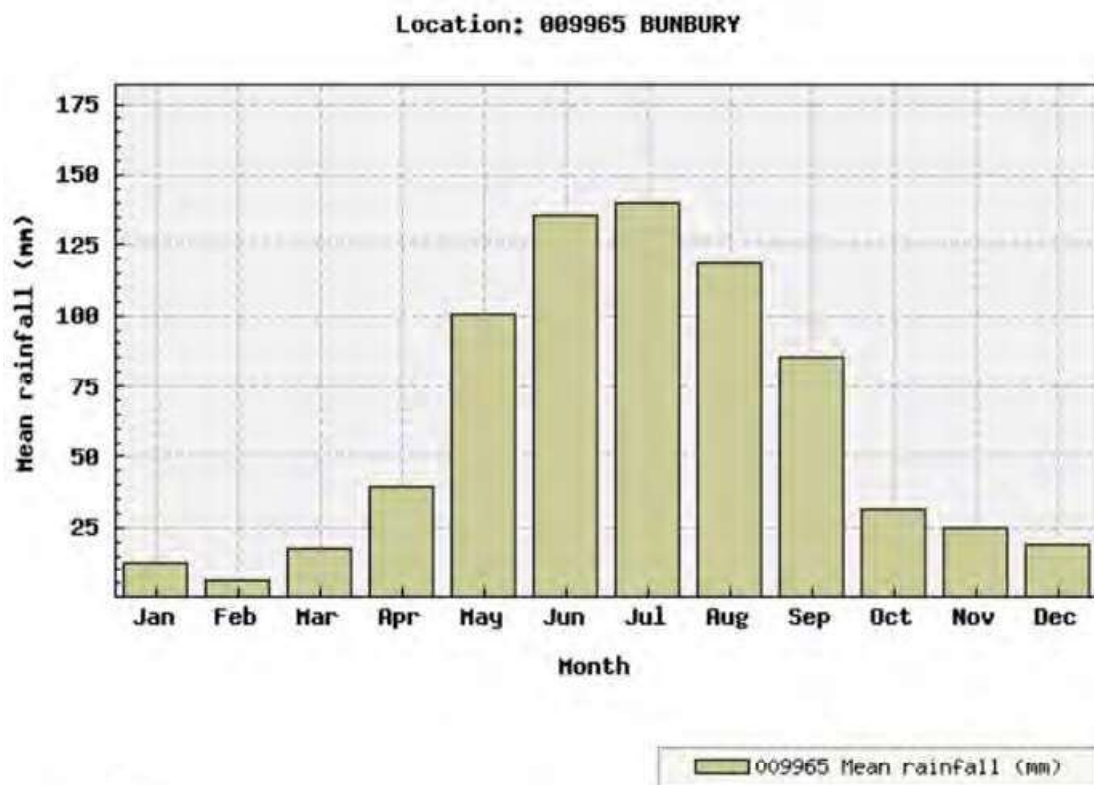 Location: 009965 BUNBURY
175
150
125
100
75
50
25
Mean rainfall (mm)
Jan Feb Mar Apr May Jun Jul Aug Sep Oct Nov Dec
Month
009965 Mean rainfall (mm)